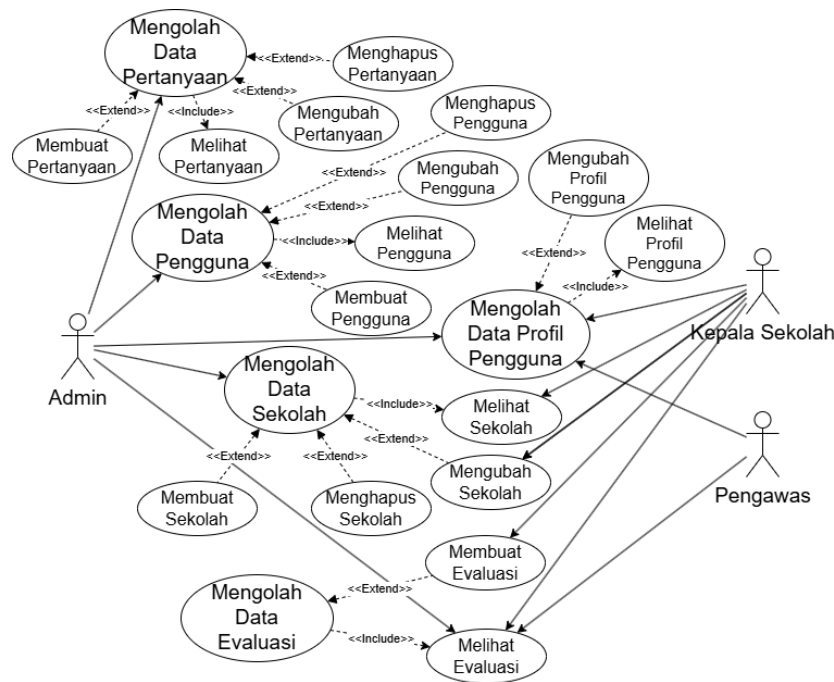 Mengolah
Data
Pertanyaan
<<Extend>>
Menghapus
Pertanyaan
<<Extend>>
Mengubah
Pertanyaan
<<Extend>>
<<Include>>
Membuat
Pertanyaan
Melihat
Pertanyaan
Menghapus
Pengguna
<<Extend>>
Mengubah
Pengguna
<<Extend>>
Mengolah
Data
Pengguna
<<Include>>
Melihat
Pengguna
<<Extend>>
Membuat
Pengguna
Mengubah
Profil
Pengguna
<<Extend>>
Melihat
Profil
Pengguna
<<Include>>
Mengolah
Data Profil
Pengguna
Kepala Sekolah
Admin
Mengolah
Data
Sekolah
<<Include>>
Melihat
Sekolah
<<Extend>>
Mengubah
Sekolah
<<Extend>>
<<Extend>>
Membuat
Sekolah
Menghapus
Sekolah
Pengawas
Membuat
Evaluasi
<<Extend>>
Mengolah
Data
Evaluasi
<<Include>>
Melihat
Evaluasi